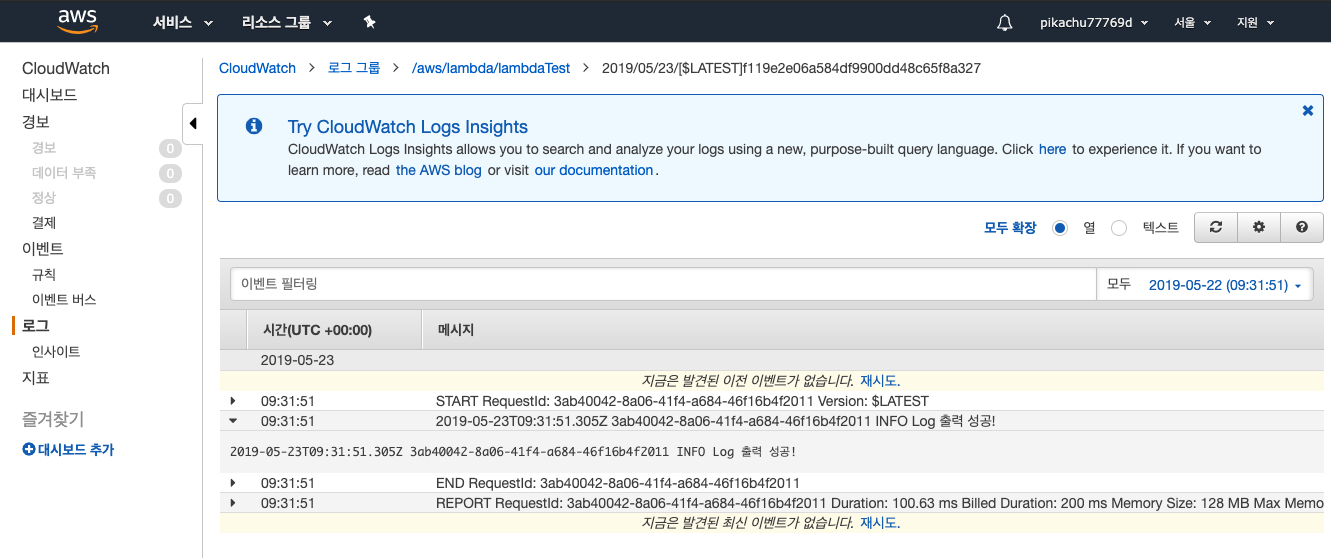 aws 서비스 리소스 그룹 pikachu77769d 서울 지원
CloudWatch
대시보드
경보
경보 0
데이터 부족 0
정상 0
결제
이벤트
규칙
이벤트 버스
로그
인사이트
지표
즐겨찾기
대시보드 추가
CloudWatch > 로그 그룹 > /aws/lambda/lambdaTest > 2019/05/23/[$LATEST]f119e2e06a584df9900dd48c65f8a327
Try CloudWatch Logs Insights
CloudWatch Logs Insights allows you to search and analyze your logs using a new, purpose-built query language. Click here to experience it. If you want to
learn more, read the AWS blog or visit our documentation.
모두 확장 열 텍스트
이벤트 필터링 모두 2019-05-22 (09:31:51)
시간(UTC +00:00) 메시지
2019-05-23
지금은 발견된 이전 이벤트가 없습니다. 재시도.
09:31:51 START RequestId: 3ab40042-8a06-41f4-a684-46f16b4f2011 Version: $LATEST
09:31:51 2019-05-23T09:31:51.305Z 3ab40042-8a06-41f4-a684-46f16b4f2011 INFO Log 출력 성공!
2019-05-23T09:31:51.305Z 3ab40042-8a06-41f4-a684-46f16b4f2011 INFO Log 출력 성공!
09:31:51 END RequestId: 3ab40042-8a06-41f4-a684-46f16b4f2011
09:31:51 REPORT RequestId: 3ab40042-8a06-41f4-a684-46f16b4f2011 Duration: 100.63 ms Billed Duration: 200 ms Memory Size: 128 MB Max Memo
지금은 발견된 최신 이벤트가 없습니다. 재시도.